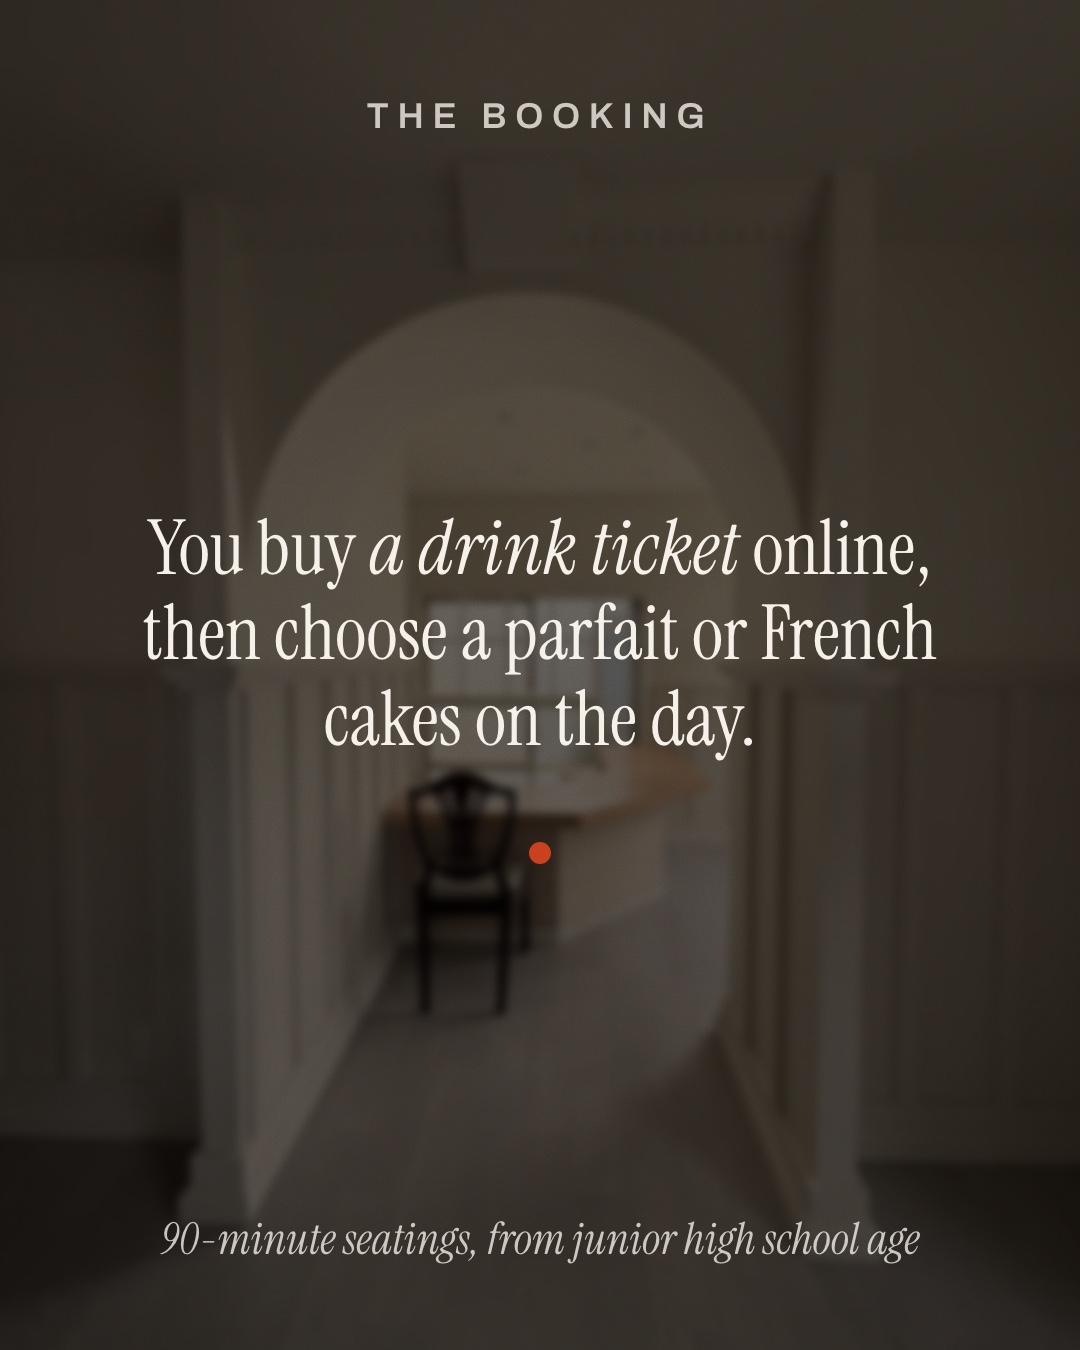 THE BOOKING
You buy a drink ticket online,
then choose a parfait or French
cakes on the day.
90-minute seatings, from junior high school age